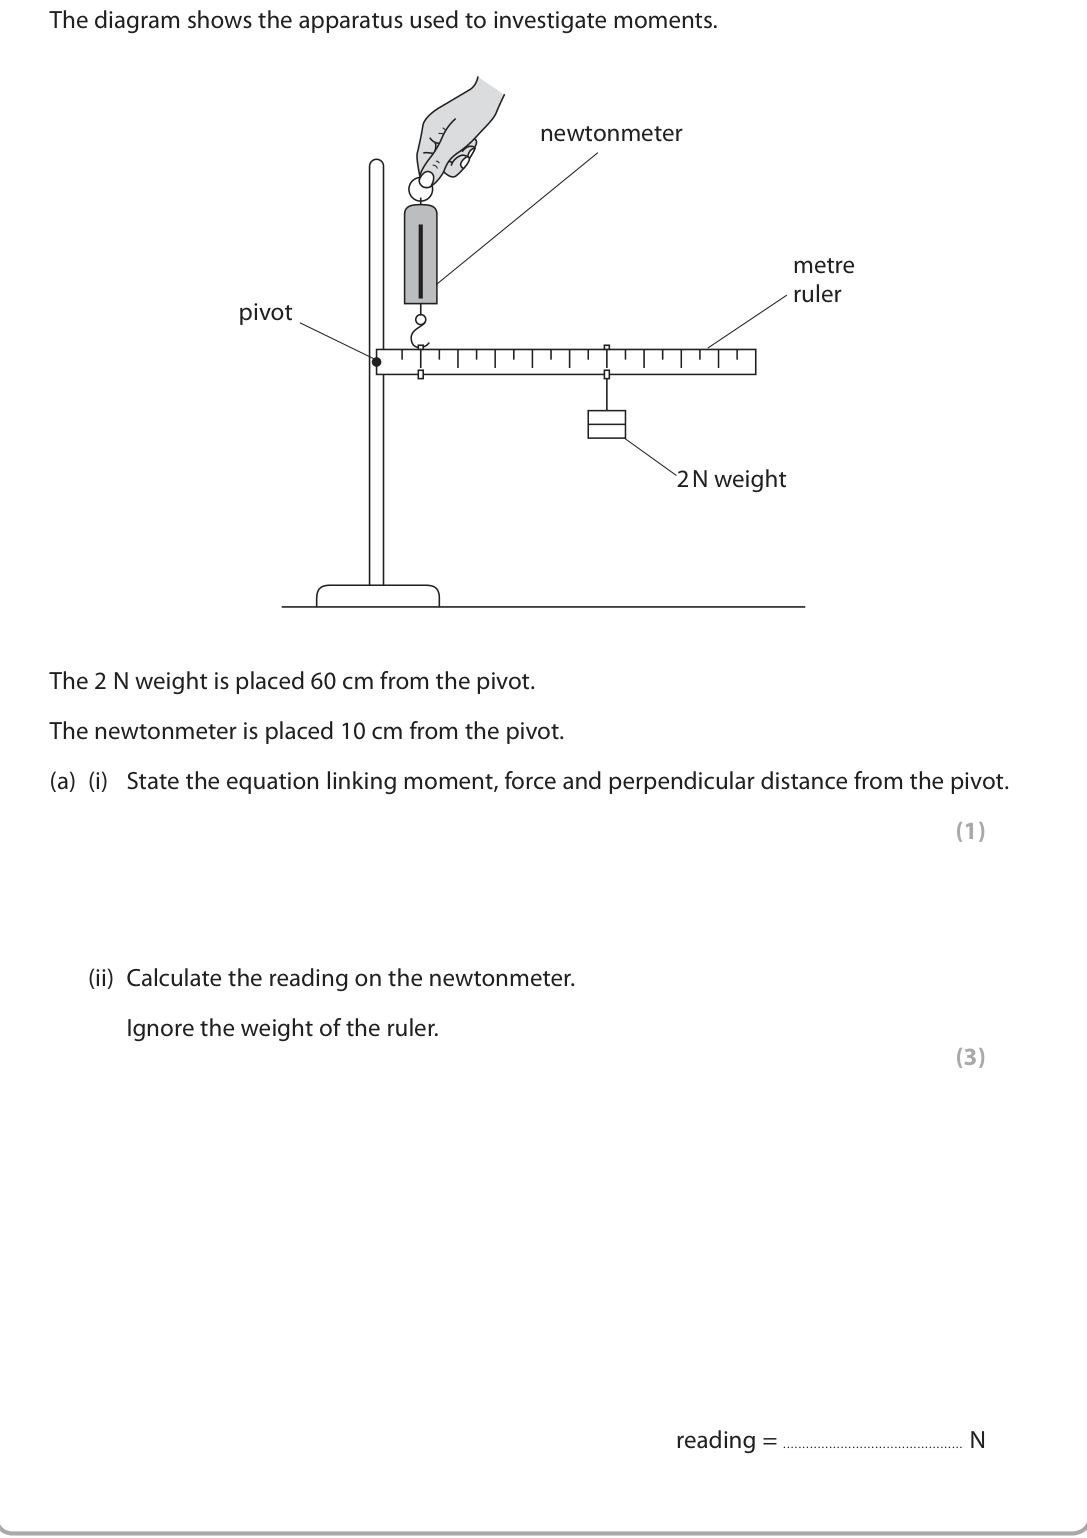 The diagram shows the apparatus used to investigate moments.
newtonmeter
metre
ruler
pivot
2 N weight
The 2 N weight is placed 60 cm from the pivot.
The newtonmeter is placed 10 cm from the pivot.
(a) (i) State the equation linking moment, force and perpendicular distance from the pivot.
(1)
(ii) Calculate the reading on the newtonmeter.
Ignore the weight of the ruler.
(3)
reading = .............................................. N